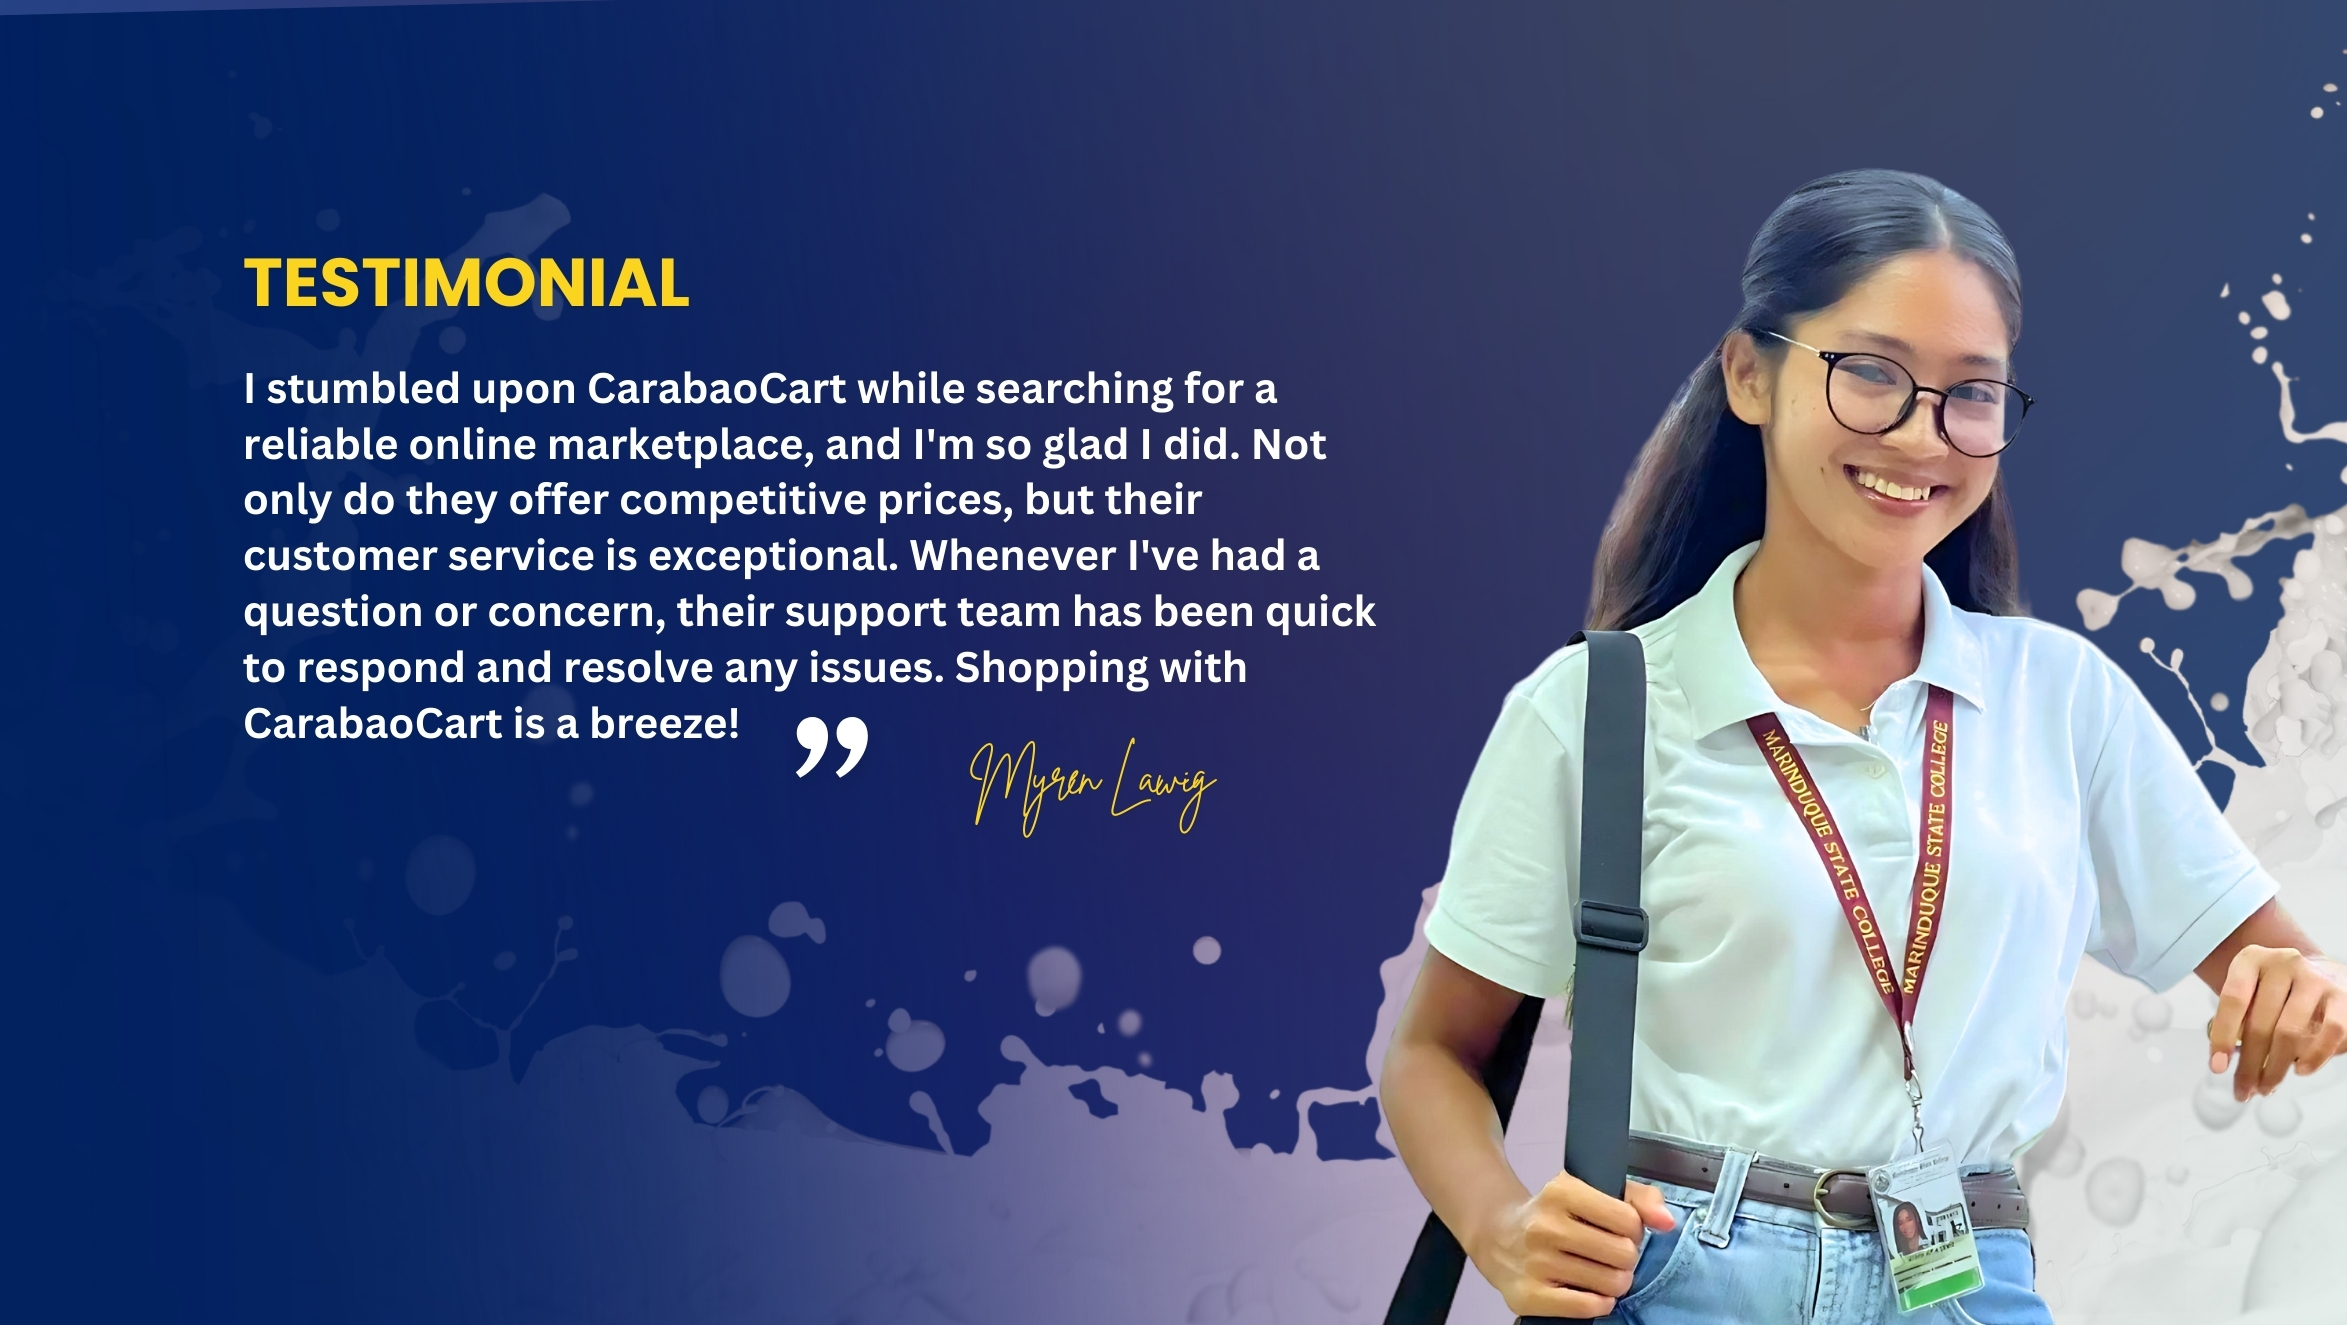 TESTIMONIAL
I stumbled upon CarabaoCart while searching for a
reliable online marketplace, and I'm so glad I did. Not
only do they offer competitive prices, but their
customer service is exceptional. Whenever I've had a
question or concern, their support team has been quick
to respond and resolve any issues. Shopping with
CarabaoCart is a breeze!
”
Myren Lawig
MARINDUQUE STATE COLLEGE
MARINDUQUE STATE COLLEGE